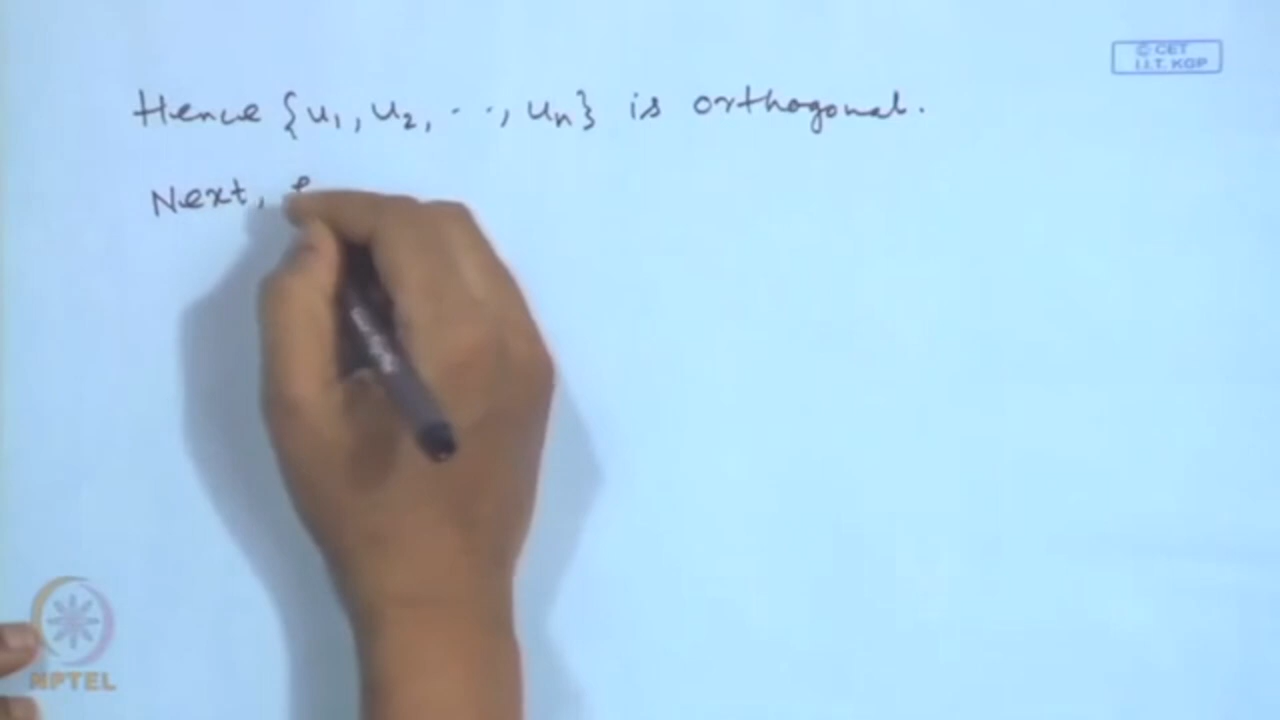 © CET
I.I.T. KGP
Hence {u₁, u₂, ..., uₙ} is orthogonal.
Next,
NPTEL